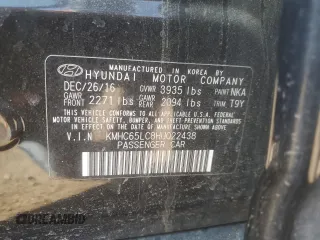 MANUFACTURED IN KOREA BY
HYUNDAI MOTOR COMPANY
DEC/26/16 GVWR 3935 lbs PAINT NKA
GAWR FRONT 2271 lbs GAWR REAR 2094 lbs TRIM T9Y
THIS VEHICLE CONFORMS TO ALL APPLICABLE U.S.A. FEDERAL
MOTOR VEHICLE SAFETY, BUMPER, AND THEFT PREVENTION
STANDARDS IN EFFECT ON THE DATE OF MANUFACTURE
SHOWN ABOVE.
V.I.N KMHC65LC8HU022438
PASSENGER CAR
© CARAMBID